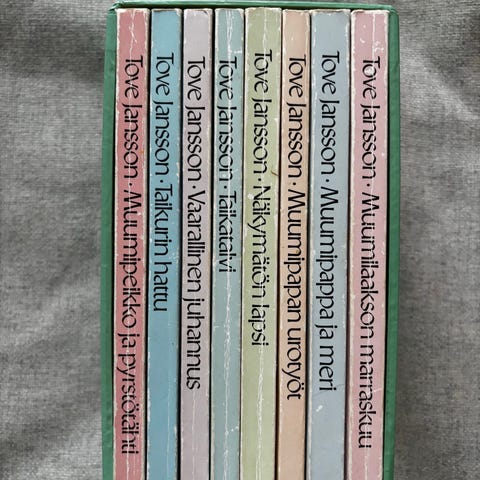 Tove Jansson · Muumipeikko ja pyrstötähti
Tove Jansson · Taikurin hattu
Tove Jansson · Vaarallinen juhannus
Tove Jansson · Taikatalvi
Tove Jansson · Näkymätön lapsi
Tove Jansson · Muumipapan urotyöt
Tove Jansson · Muumipappa ja meri
Tove Jansson · Muumilaakson marraskuu